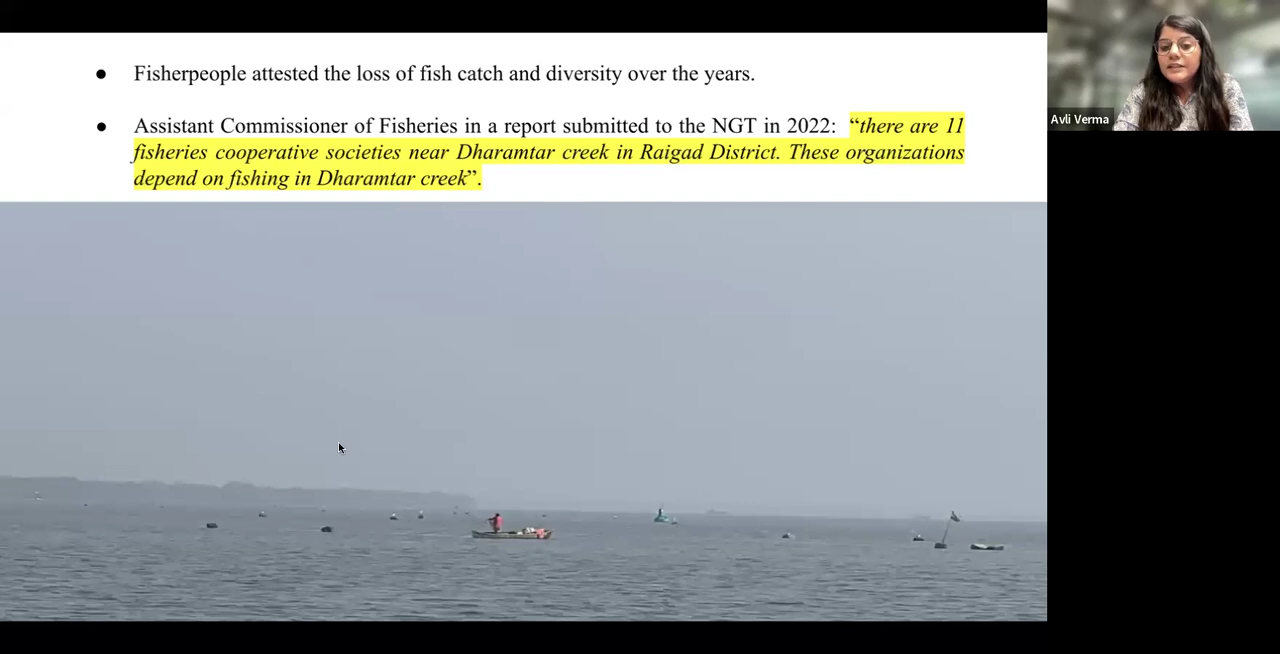 ● Fisherpeople attested the loss of fish catch and diversity over the years.
● Assistant Commissioner of Fisheries in a report submitted to the NGT in 2022: “there are 11
fisheries cooperative societies near Dharamtar creek in Raigad District. These organizations
depend on fishing in Dharamtar creek”.
Avli Verma